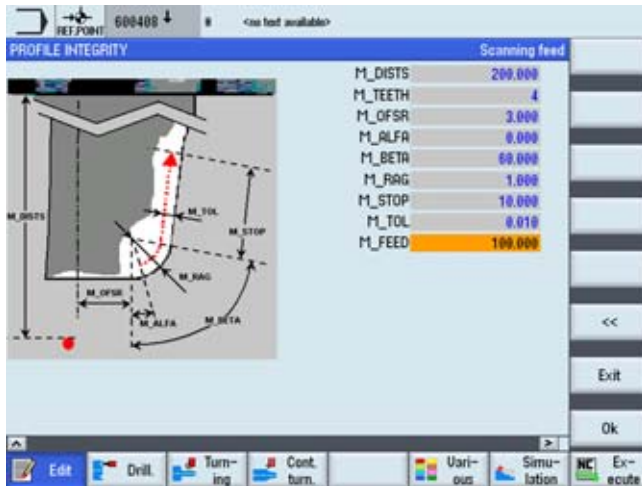 REF.POINT 600408 0 <no text available>
PROFILE INTEGRITY Scanning feed
M_DISTS 200.000
M_TEETH 4
M_OFSR 3.000
M_ALFA 0.000
M_BETA 60.000
M_RAG 1.000
M_STOP 10.000
M_TOL 0.010
M_FEED 100.000
M_DISTS
M_TOL
M_STOP
M_RAG
M_OFSR
M_ALFA
M_BETA
<<
Exit
Ok
Edit
Drill.
Turn-
ing
Cont.
turn.
Vari-
ous
Simu-
lation
NC Ex-
ecute